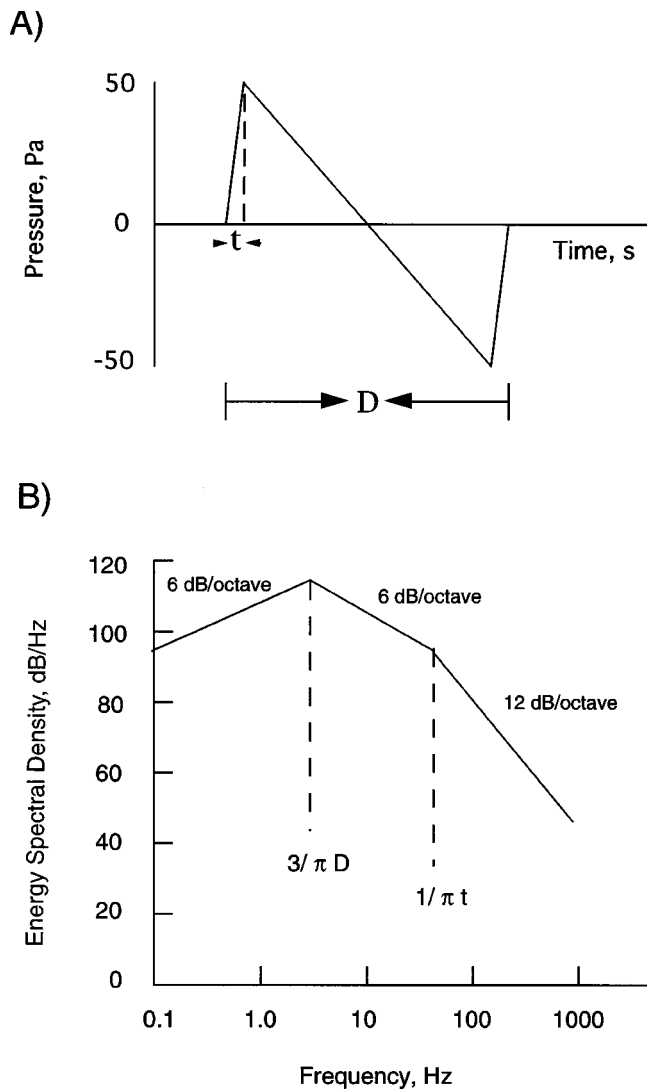 A)
50
Pressure, Pa
0
t
Time, s
-50
D
B)
120
6 dB/octave
6 dB/octave
100
Energy Spectral Density, dB/Hz
80
12 dB/octave
60
40
3/ π D
1/ π t
20
0
0.1 1.0 10 100 1000
Frequency, Hz